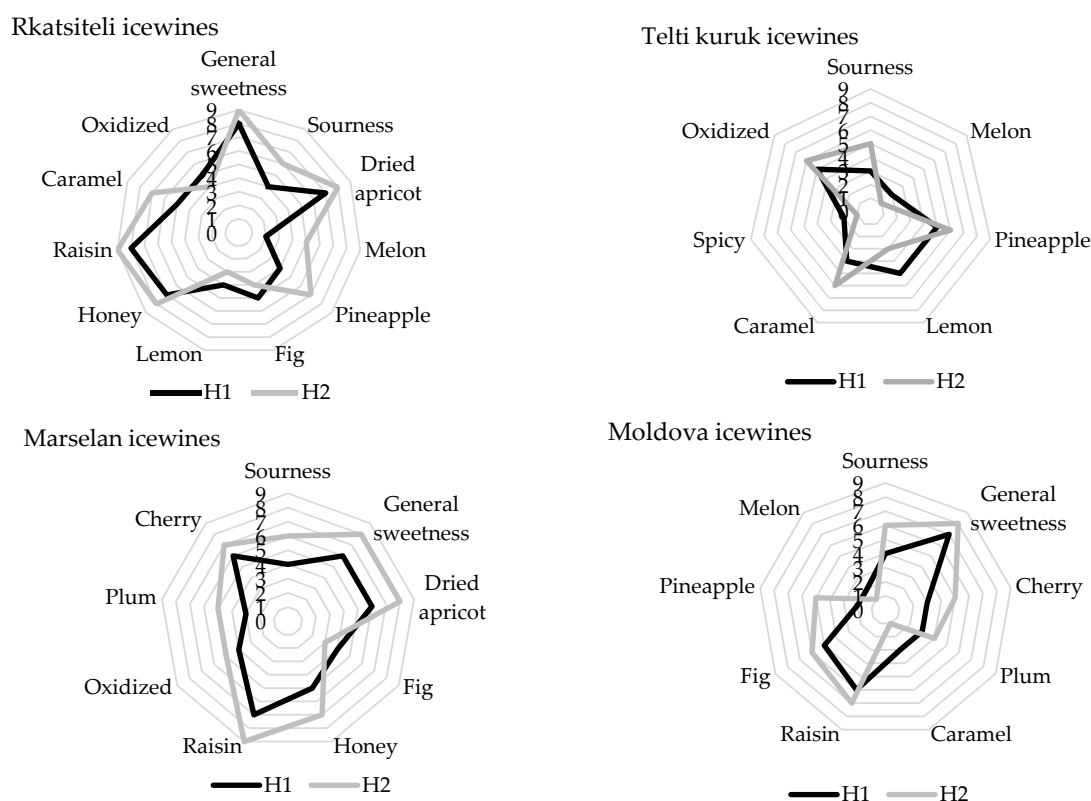 Rkatsiteli icewines
General
sweetness
Sourness
Dried
apricot
Melon
Pineapple
Fig
Lemon
Honey
Raisin
Caramel
Oxidized
9
8
7
6
5
4
3
2
1
0
H1 H2
Telti kuruk icewines
Sourness
Melon
Pineapple
Lemon
Caramel
Spicy
Oxidized
9
8
7
6
5
4
3
2
1
0
H1 H2
Marselan icewines
Sourness
General
sweetness
Dried
apricot
Fig
Honey
Raisin
Oxidized
Plum
Cherry
9
8
7
6
5
4
3
2
1
0
H1 H2
Moldova icewines
Sourness
General
sweetness
Cherry
Plum
Caramel
Raisin
Fig
Pineapple
Melon
9
8
7
6
5
4
3
2
1
0
H1 H2